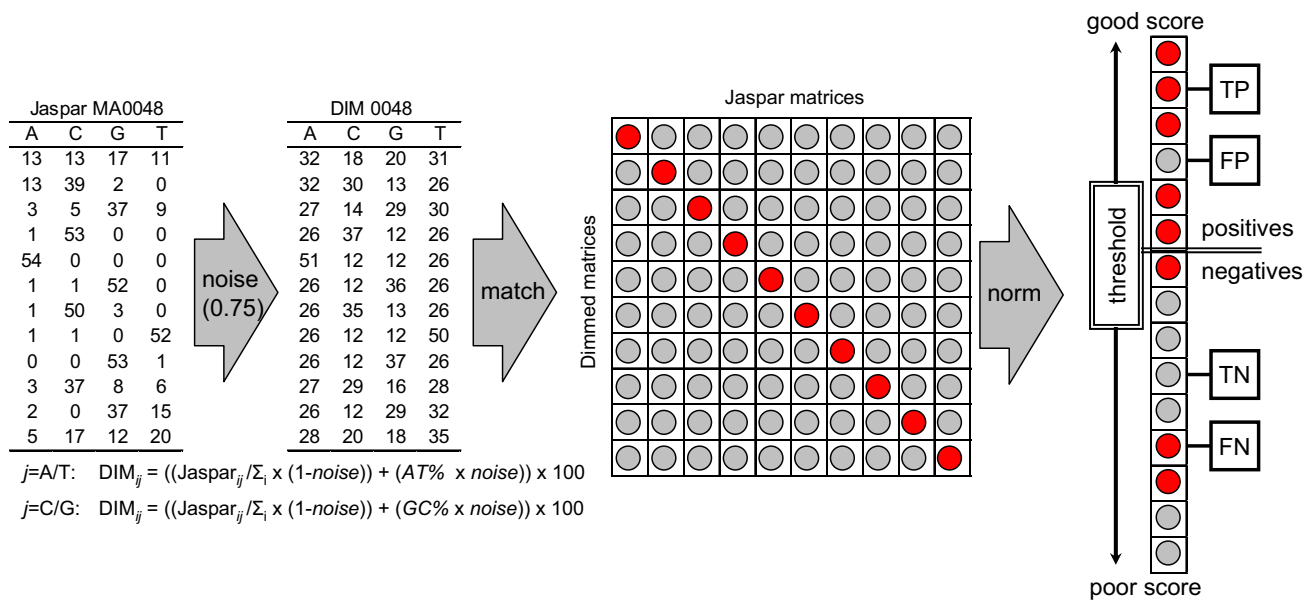 good score
Jaspar MA0048
A C G T
13 13 17 11
13 39 2 0
3 5 37 9
1 53 0 0
54 0 0 0
1 1 52 0
1 50 3 0
1 1 0 52
0 0 53 1
3 37 8 6
2 0 37 15
5 17 12 20
noise
(0.75)
DIM 0048
A C G T
32 18 20 31
32 30 13 26
27 14 29 30
26 37 12 26
51 12 12 26
26 12 36 26
26 35 13 26
26 12 12 50
26 12 37 26
27 29 16 28
26 12 29 32
28 20 18 35
match
Jaspar matrices
Dimmed matrices
norm
threshold
TP
FP
positives
negatives
TN
FN
poor score
j=A/T: DIMij = ((Jasparij /Σi x (1-noise)) + (AT% x noise)) x 100
j=C/G: DIMij = ((Jasparij /Σi x (1-noise)) + (GC% x noise)) x 100